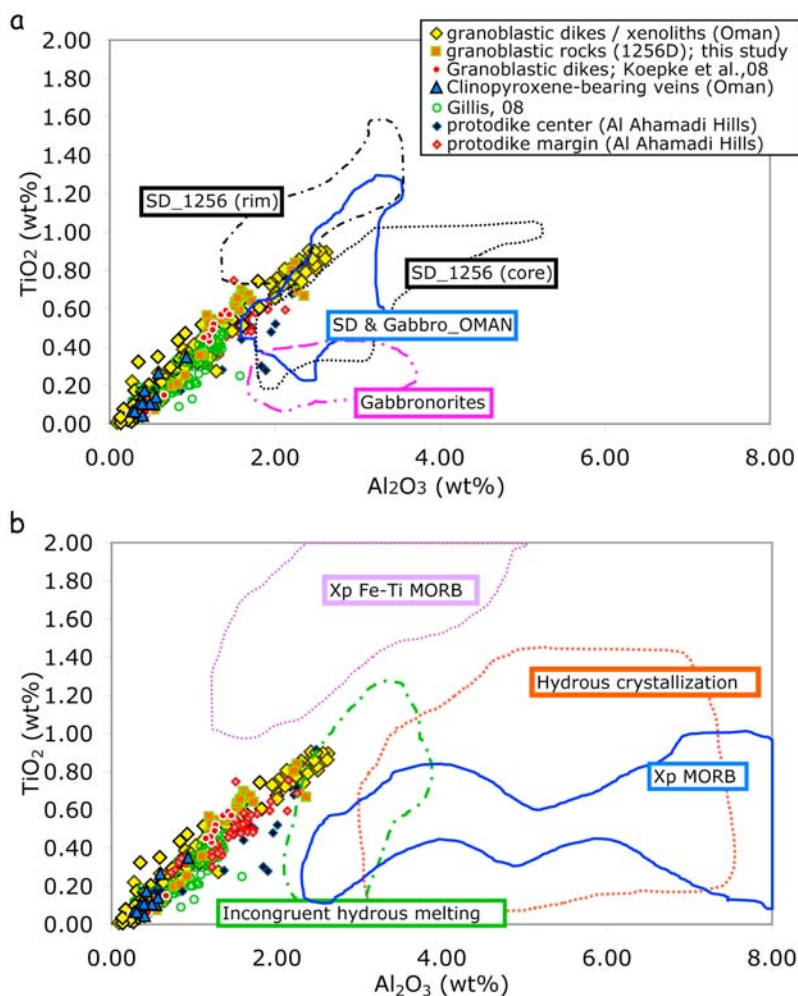 a
2.00
1.80
1.60
1.40
1.20
1.00
0.80
0.60
0.40
0.20
0.00
TiO2 (wt%)
granoblastic dikes / xenoliths (Oman)
granoblastic rocks (1256D); this study
Granoblastic dikes; Koepke et al.,08
Clinopyroxene-bearing veins (Oman)
Gillis, 08
protodike center (Al Ahamadi Hills)
protodike margin (Al Ahamadi Hills)
SD_1256 (rim)
SD_1256 (core)
SD & Gabbro_OMAN
Gabbronorites
0.00 2.00 4.00 6.00 8.00
Al2O3 (wt%)
b
2.00
1.80
1.60
1.40
1.20
1.00
0.80
0.60
0.40
0.20
0.00
TiO2 (wt%)
Xp Fe-Ti MORB
Hydrous crystallization
Xp MORB
Incongruent hydrous melting
0.00 2.00 4.00 6.00 8.00
Al2O3 (wt%)